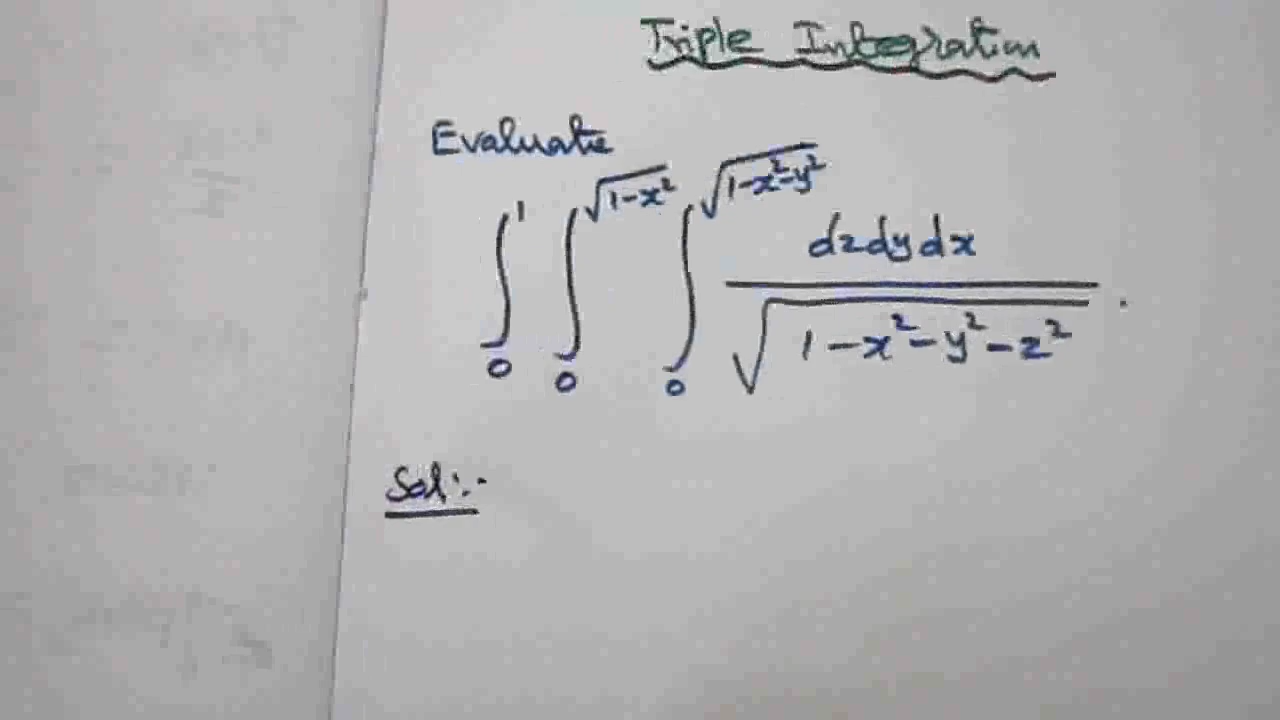 Triple Integration
Evaluate
∫₀¹ ∫₀^√(1-x²) ∫₀^√(1-x²-y²) dzdydx / √(1-x²-y²-z²) .
Sol:-